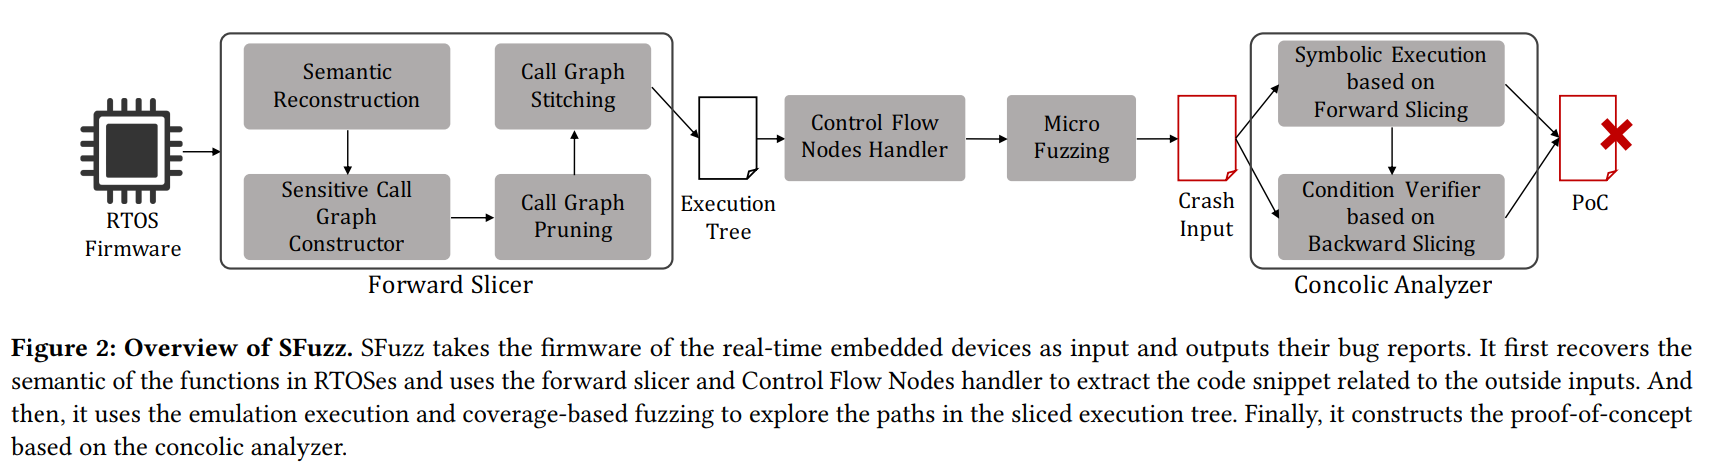 RTOS
Firmware
Semantic
Reconstruction
Sensitive Call
Graph
Constructor
Call Graph
Stitching
Call Graph
Pruning
Forward Slicer
Execution
Tree
Control Flow
Nodes Handler
Micro
Fuzzing
Crash
Input
Symbolic Execution
based on
Forward Slicing
Condition Verifier
based on
Backward Slicing
Concolic Analyzer
PoC
Figure 2: Overview of SFuzz. SFuzz takes the firmware of the real-time embedded devices as input and outputs their bug reports. It first recovers the
semantic of the functions in RTOSes and uses the forward slicer and Control Flow Nodes handler to extract the code snippet related to the outside inputs. And
then, it uses the emulation execution and coverage-based fuzzing to explore the paths in the sliced execution tree. Finally, it constructs the proof-of-concept
based on the concolic analyzer.